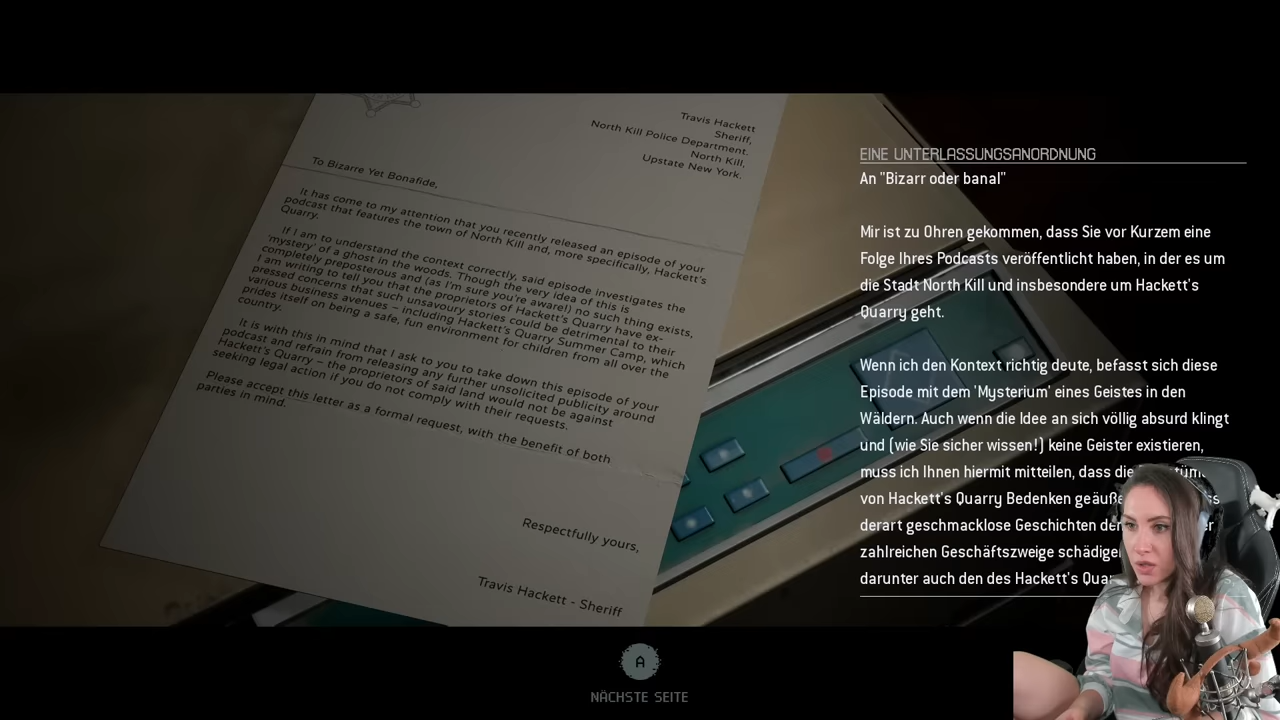 Travis Hackett
Sheriff,
North Kill Police Department.
North Kill,
Upstate New York.
To Bizarre Yet Bonafide,
It has come to my attention that you recently released an episode of your
podcast that features the town of North Kill and, more specifically, Hackett's
Quarry.
If I am to understand the context correctly, said episode investigates the
'mystery' of a ghost in the woods. Though the very idea of this is
completely preposterous and (as I'm sure you're aware!) no such thing exists,
I am writing to tell you that the proprietors of Hackett's Quarry have ex-
pressed concerns that such unsavoury stories could be detrimental to their
various business avenues – including Hackett's Quarry Summer Camp, which
prides itself on being a safe, fun environment for children from all over the
country.
It is with this in mind that I ask to you to take down this episode of your
podcast and refrain from releasing any further unsolicited publicity around
Hackett's Quarry – the proprietors of said land would not be against
seeking legal action if you do not comply with their requests.
Please accept this letter as a formal request, with the benefit of both
parties in mind.
Respectfully yours,
Travis Hackett - Sheriff
EINE UNTERLASSUNGSANORDNUNG
An "Bizarr oder banal"
Mir ist zu Ohren gekommen, dass Sie vor Kurzem eine
Folge Ihres Podcasts veröffentlicht haben, in der es um
die Stadt North Kill und insbesondere um Hackett's
Quarry geht.
Wenn ich den Kontext richtig deute, befasst sich diese
Episode mit dem 'Mysterium' eines Geistes in den
Wäldern. Auch wenn die Idee an sich völlig absurd klingt
und (wie Sie sicher wissen!) keine Geister existieren,
muss ich Ihnen hiermit mitteilen, dass die
von Hackett's Quarry Bedenken
derart geschmacklose Geschichten
zahlreichen Geschäftszweige
darunter auch den des Hackett's
A
NÄCHSTE SEITE